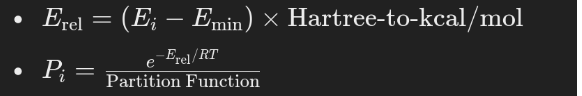 • E_rel = (E_i − E_min) × Hartree-to-kcal/mol
• P_i = e^{−E_rel/RT} / Partition Function